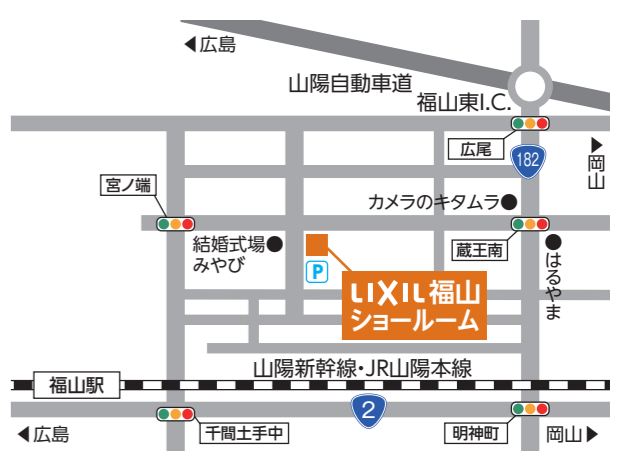 ◀広島
山陽自動車道
福山東I.C.
広尾
182
▶岡山
宮ノ端
カメラのキタムラ●
結婚式場●
みやび
蔵王南
●はるやま
P
LIXIL福山
ショールーム
山陽新幹線・JR山陽本線
福山駅
2
◀広島
千間土手中
明神町
岡山▶